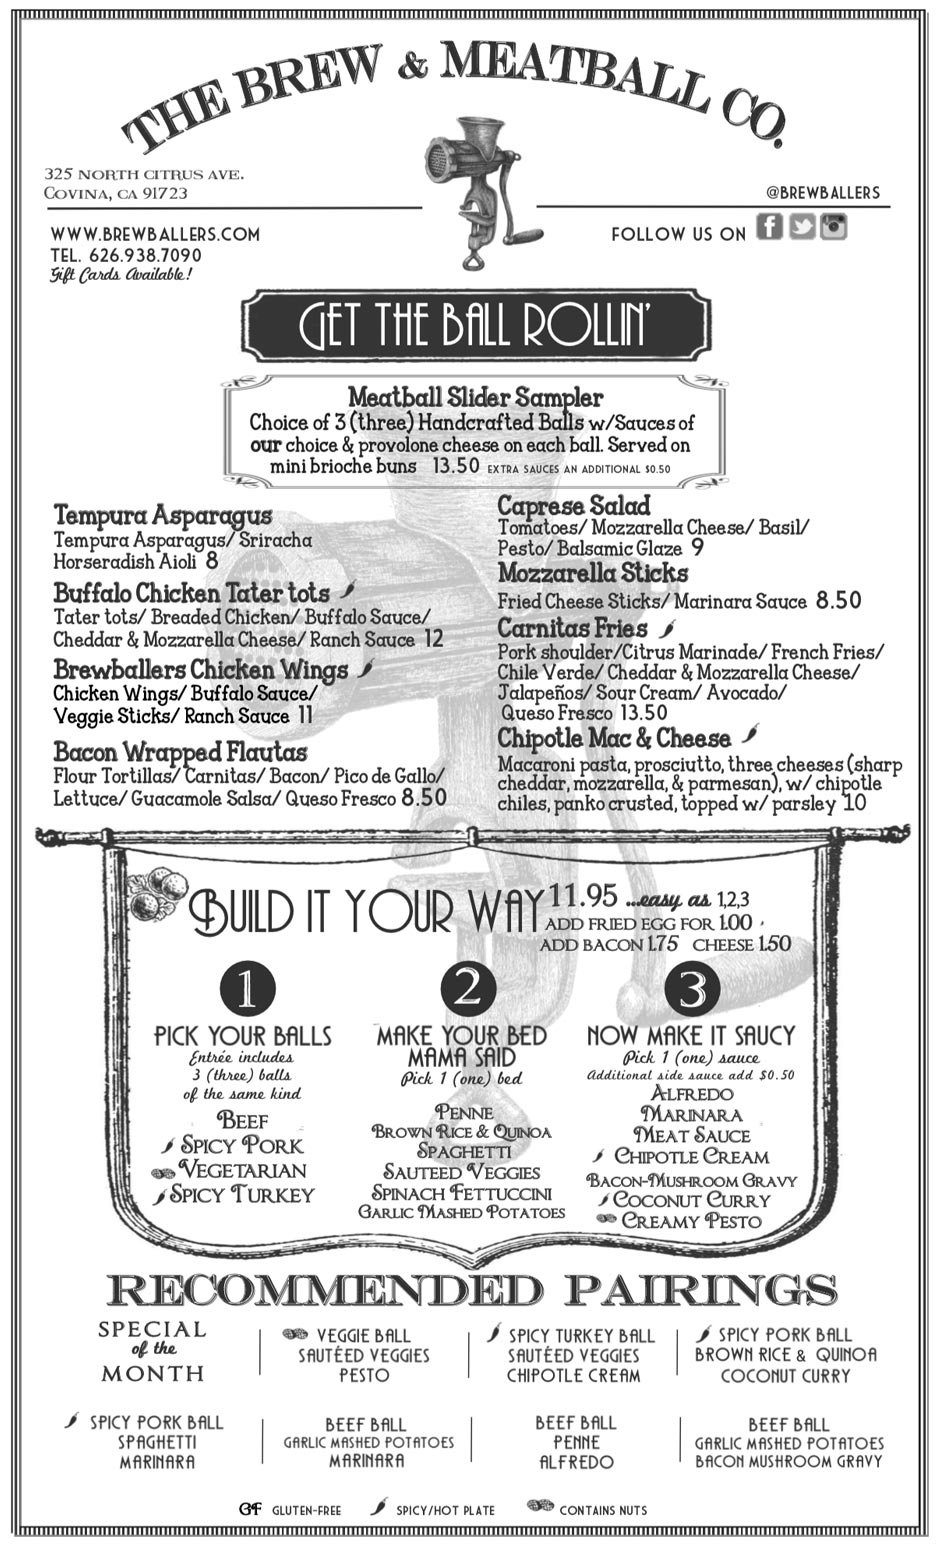 THE BREW & MEATBALL CO.
325 NORTH CITRUS AVE.
COVINA, CA 91723
@BREWBALLERS
WWW.BREWBALLERS.COM
TEL. 626.938.7090
Gift Cards Available!
FOLLOW US ON
GET THE BALL ROLLIN'
Meatball Slider Sampler
Choice of 3 (three) Handcrafted Balls w/Sauces of
our choice & provolone cheese on each ball. Served on
mini brioche buns 13.50 EXTRA SAUCES AN ADDITIONAL $0.50
Tempura Asparagus
Tempura Asparagus/ Sriracha
Horseradish Aioli 8
Buffalo Chicken Tater tots
Tater tots/ Breaded Chicken/ Buffalo Sauce/
Cheddar & Mozzarella Cheese/ Ranch Sauce 12
Brewballers Chicken Wings
Chicken Wings/ Buffalo Sauce/
Veggie Sticks/ Ranch Sauce 11
Bacon Wrapped Flautas
Flour Tortillas/ Carnitas/ Bacon/ Pico de Gallo/
Lettuce/ Guacamole Salsa/ Queso Fresco 8.50
Caprese Salad
Tomatoes/ Mozzarella Cheese/ Basil/
Pesto/ Balsamic Glaze 9
Mozzarella Sticks
Fried Cheese Sticks/ Marinara Sauce 8.50
Carnitas Fries
Pork shoulder/Citrus Marinade/ French Fries/
Chile Verde/ Cheddar & Mozzarella Cheese/
Jalapeños/ Sour Cream/ Avocado/
Queso Fresco 13.50
Chipotle Mac & Cheese
Macaroni pasta, prosciutto, three cheeses (sharp
cheddar, mozzarella, & parmesan), w/ chipotle
chiles, panko crusted, topped w/ parsley 10
BUILD IT YOUR WAY 11.95 ...easy as 1,2,3
ADD FRIED EGG FOR 1.00
ADD BACON 1.75 CHEESE 1.50
1
PICK YOUR BALLS
Entrée includes
3 (three) balls
of the same kind
BEEF
SPICY PORK
VEGETARIAN
SPICY TURKEY
2
MAKE YOUR BED
MAMA SAID
Pick 1 (one) bed
PENNE
BROWN RICE & QUINOA
SPAGHETTI
SAUTEED VEGGIES
SPINACH FETTUCCINI
GARLIC MASHED POTATOES
3
NOW MAKE IT SAUCY
Pick 1 (one) sauce
Additional side sauce add $0.50
ALFREDO
MARINARA
MEAT SAUCE
CHIPOTLE CREAM
BACON-MUSHROOM GRAVY
COCONUT CURRY
CREAMY PESTO
RECOMMENDED PAIRINGS
SPECIAL
of the
MONTH
VEGGIE BALL
SAUTÉED VEGGIES
PESTO
SPICY TURKEY BALL
SAUTÉED VEGGIES
CHIPOTLE CREAM
SPICY PORK BALL
BROWN RICE & QUINOA
COCONUT CURRY
SPICY PORK BALL
SPAGHETTI
MARINARA
BEEF BALL
GARLIC MASHED POTATOES
MARINARA
BEEF BALL
PENNE
ALFREDO
BEEF BALL
GARLIC MASHED POTATOES
BACON MUSHROOM GRAVY
GF GLUTEN-FREE
SPICY/HOT PLATE
CONTAINS NUTS